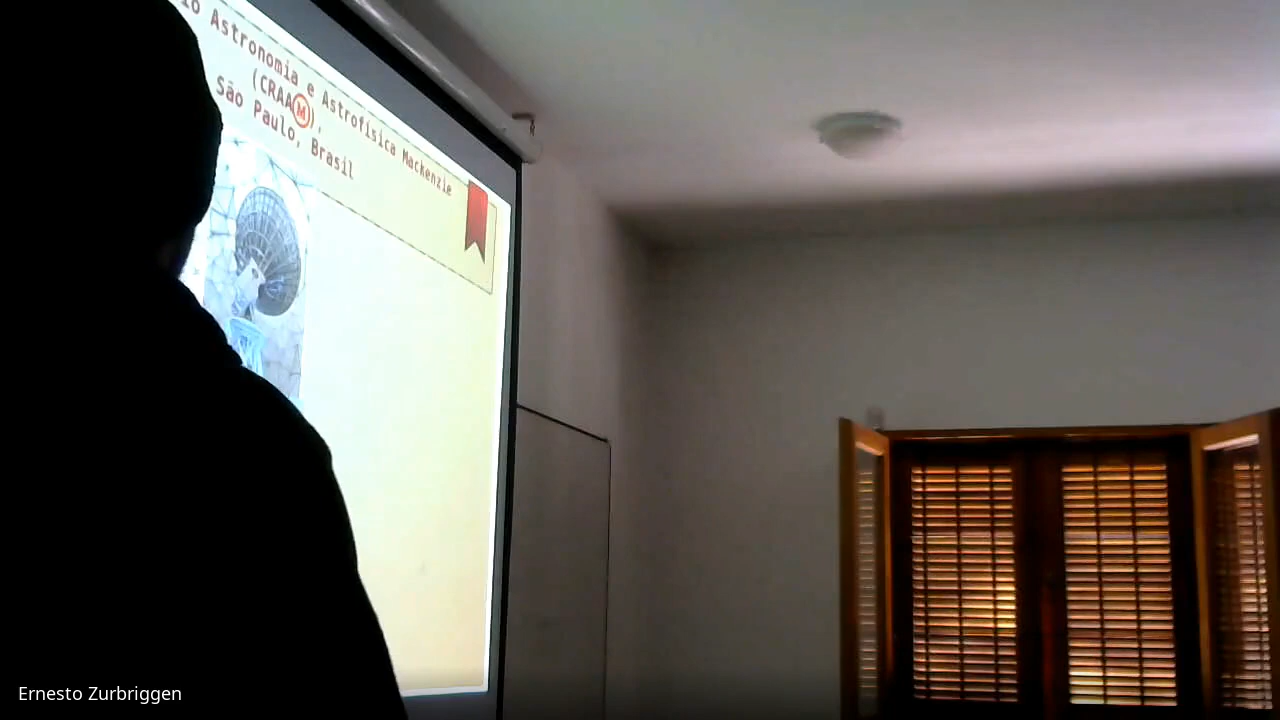 Astronomia e Astrofísica Mackenzie
(CRAAM),
São Paulo, Brasil
Ernesto Zurbriggen